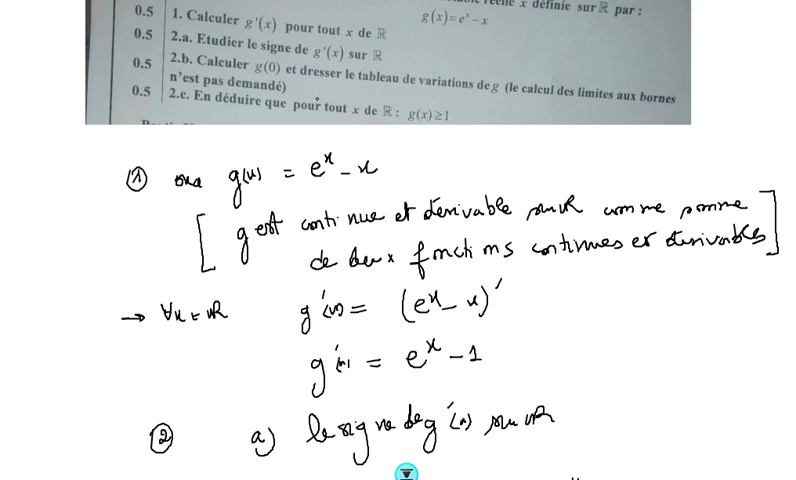 réelle x définie sur ℝ par :
0.5 1. Calculer g'(x) pour tout x de ℝ g(x)=eˣ-x
0.5 2.a. Etudier le signe de g'(x) sur ℝ
0.5 2.b. Calculer g(0) et dresser le tableau de variations de g (le calcul des limites aux bornes
n'est pas demandé)
0.5 2.c. En déduire que pour tout x de ℝ : g(x)≥1
① ona g(x) = eˣ - x
[ g est continue et derivable sur ℝ comme somme
de deux fonctions continues et derivables ]
→ ∀x ∈ ℝ g'(x) = (eˣ - x)'
g'(x) = eˣ - 1
② a) le signe de g'(x) sur ℝ